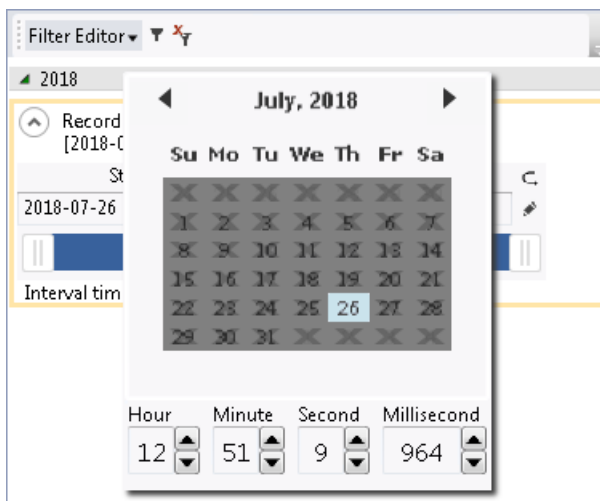 Filter Editor
2018
July, 2018
Record
[2018-0
Su Mo Tu We Th Fr Sa
St
1 2 3 4 5 6 7
2018-07-26
8 9 10 11 12 13 14
15 16 17 18 19 20 21
Interval tim
22 23 24 25 26 27 28
29 30 31
Hour Minute Second Millisecond
12 51 9 964